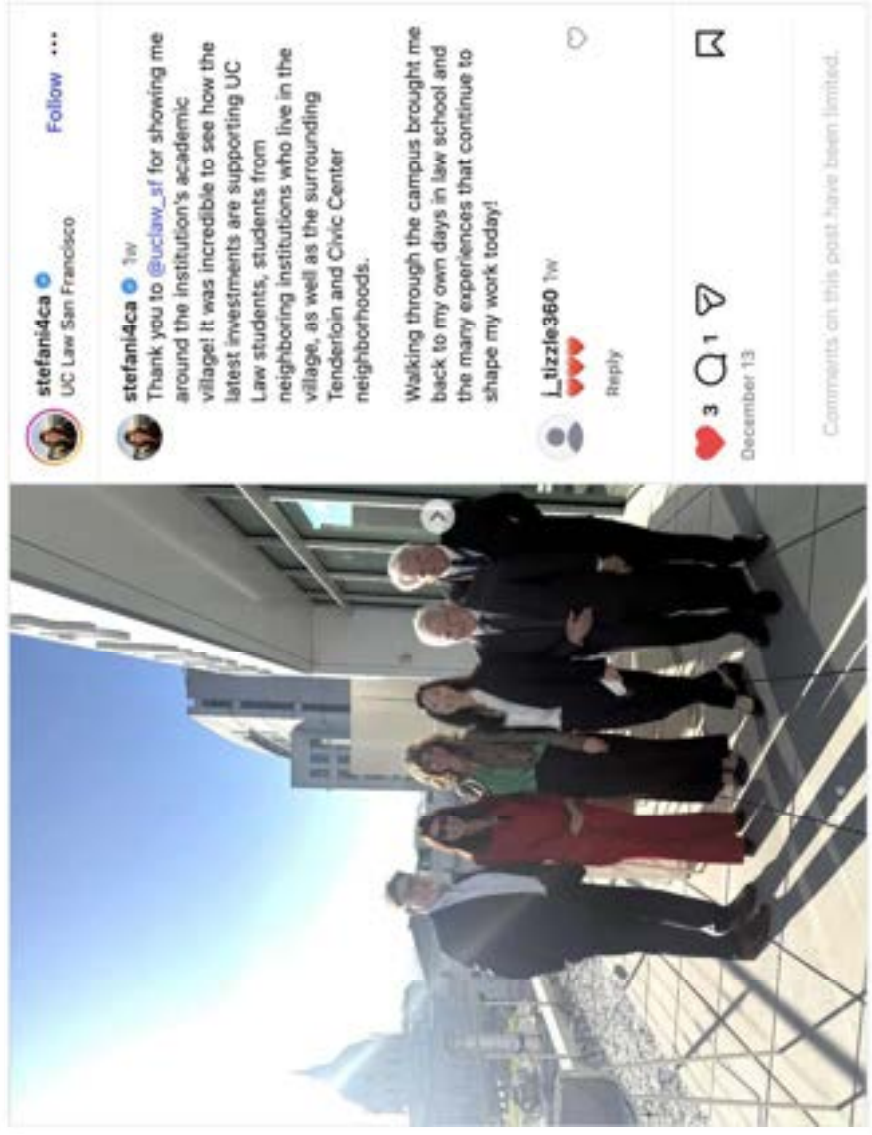 stefani4ca
Follow
UC Law San Francisco
stefani4ca 1w
Thank you to @uclaw_sf for showing me
around the institution's academic
village! It was incredible to see how the
latest investments are supporting UC
Law students, students from
neighboring institutions who live in the
village, as well as the surrounding
Tenderloin and Civic Center
neighborhoods.
Walking through the campus brought me
back to my own days in law school and
the many experiences that continue to
shape my work today!
j_tizzle360 1w
Reply
3 1
December 13
Comments on this post have been limited.